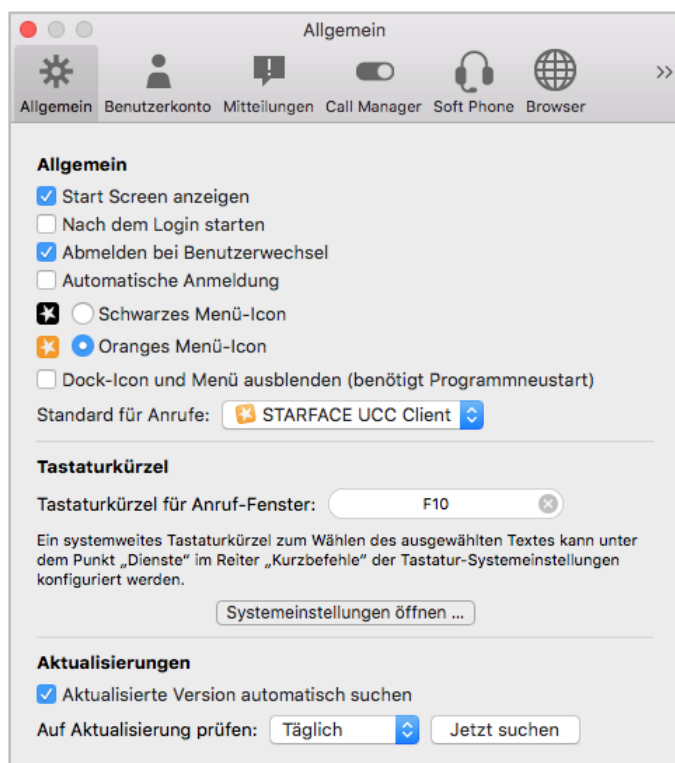 Allgemein
Allgemein Benutzerkonto Mitteilungen Call Manager Soft Phone Browser
Allgemein
Start Screen anzeigen
Nach dem Login starten
Abmelden bei Benutzerwechsel
Automatische Anmeldung
Schwarzes Menü-Icon
Oranges Menü-Icon
Dock-Icon und Menü ausblenden (benötigt Programmneustart)
Standard für Anrufe: STARFACE UCC Client
Tastaturkürzel
Tastaturkürzel für Anruf-Fenster: F10
Ein systemweites Tastaturkürzel zum Wählen des ausgewählten Textes kann unter
dem Punkt „Dienste“ im Reiter „Kurzbefehle“ der Tastatur-Systemeinstellungen
konfiguriert werden.
Systemeinstellungen öffnen ...
Aktualisierungen
Aktualisierte Version automatisch suchen
Auf Aktualisierung prüfen: Täglich Jetzt suchen